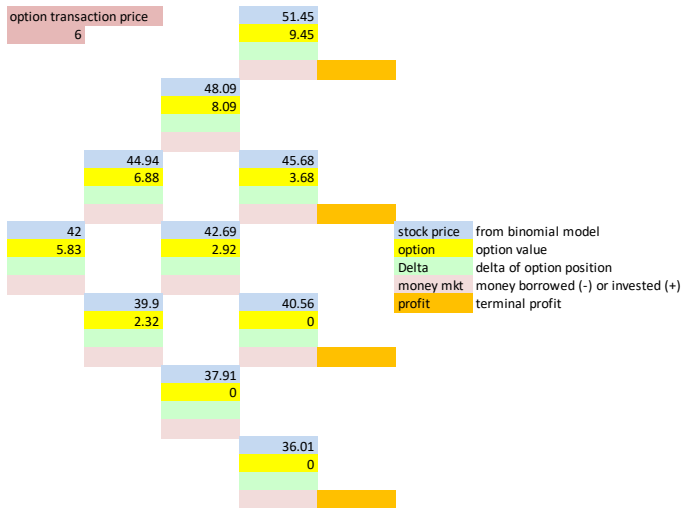 option transaction price 51.45
6 9.45
48.09
8.09
44.94 45.68
6.88 3.68
42 42.69 stock price from binomial model
5.83 2.92 option option value
Delta delta of option position
money mkt money borrowed (-) or invested (+)
39.9 40.56 profit terminal profit
2.32 0
37.91
0
36.01
0